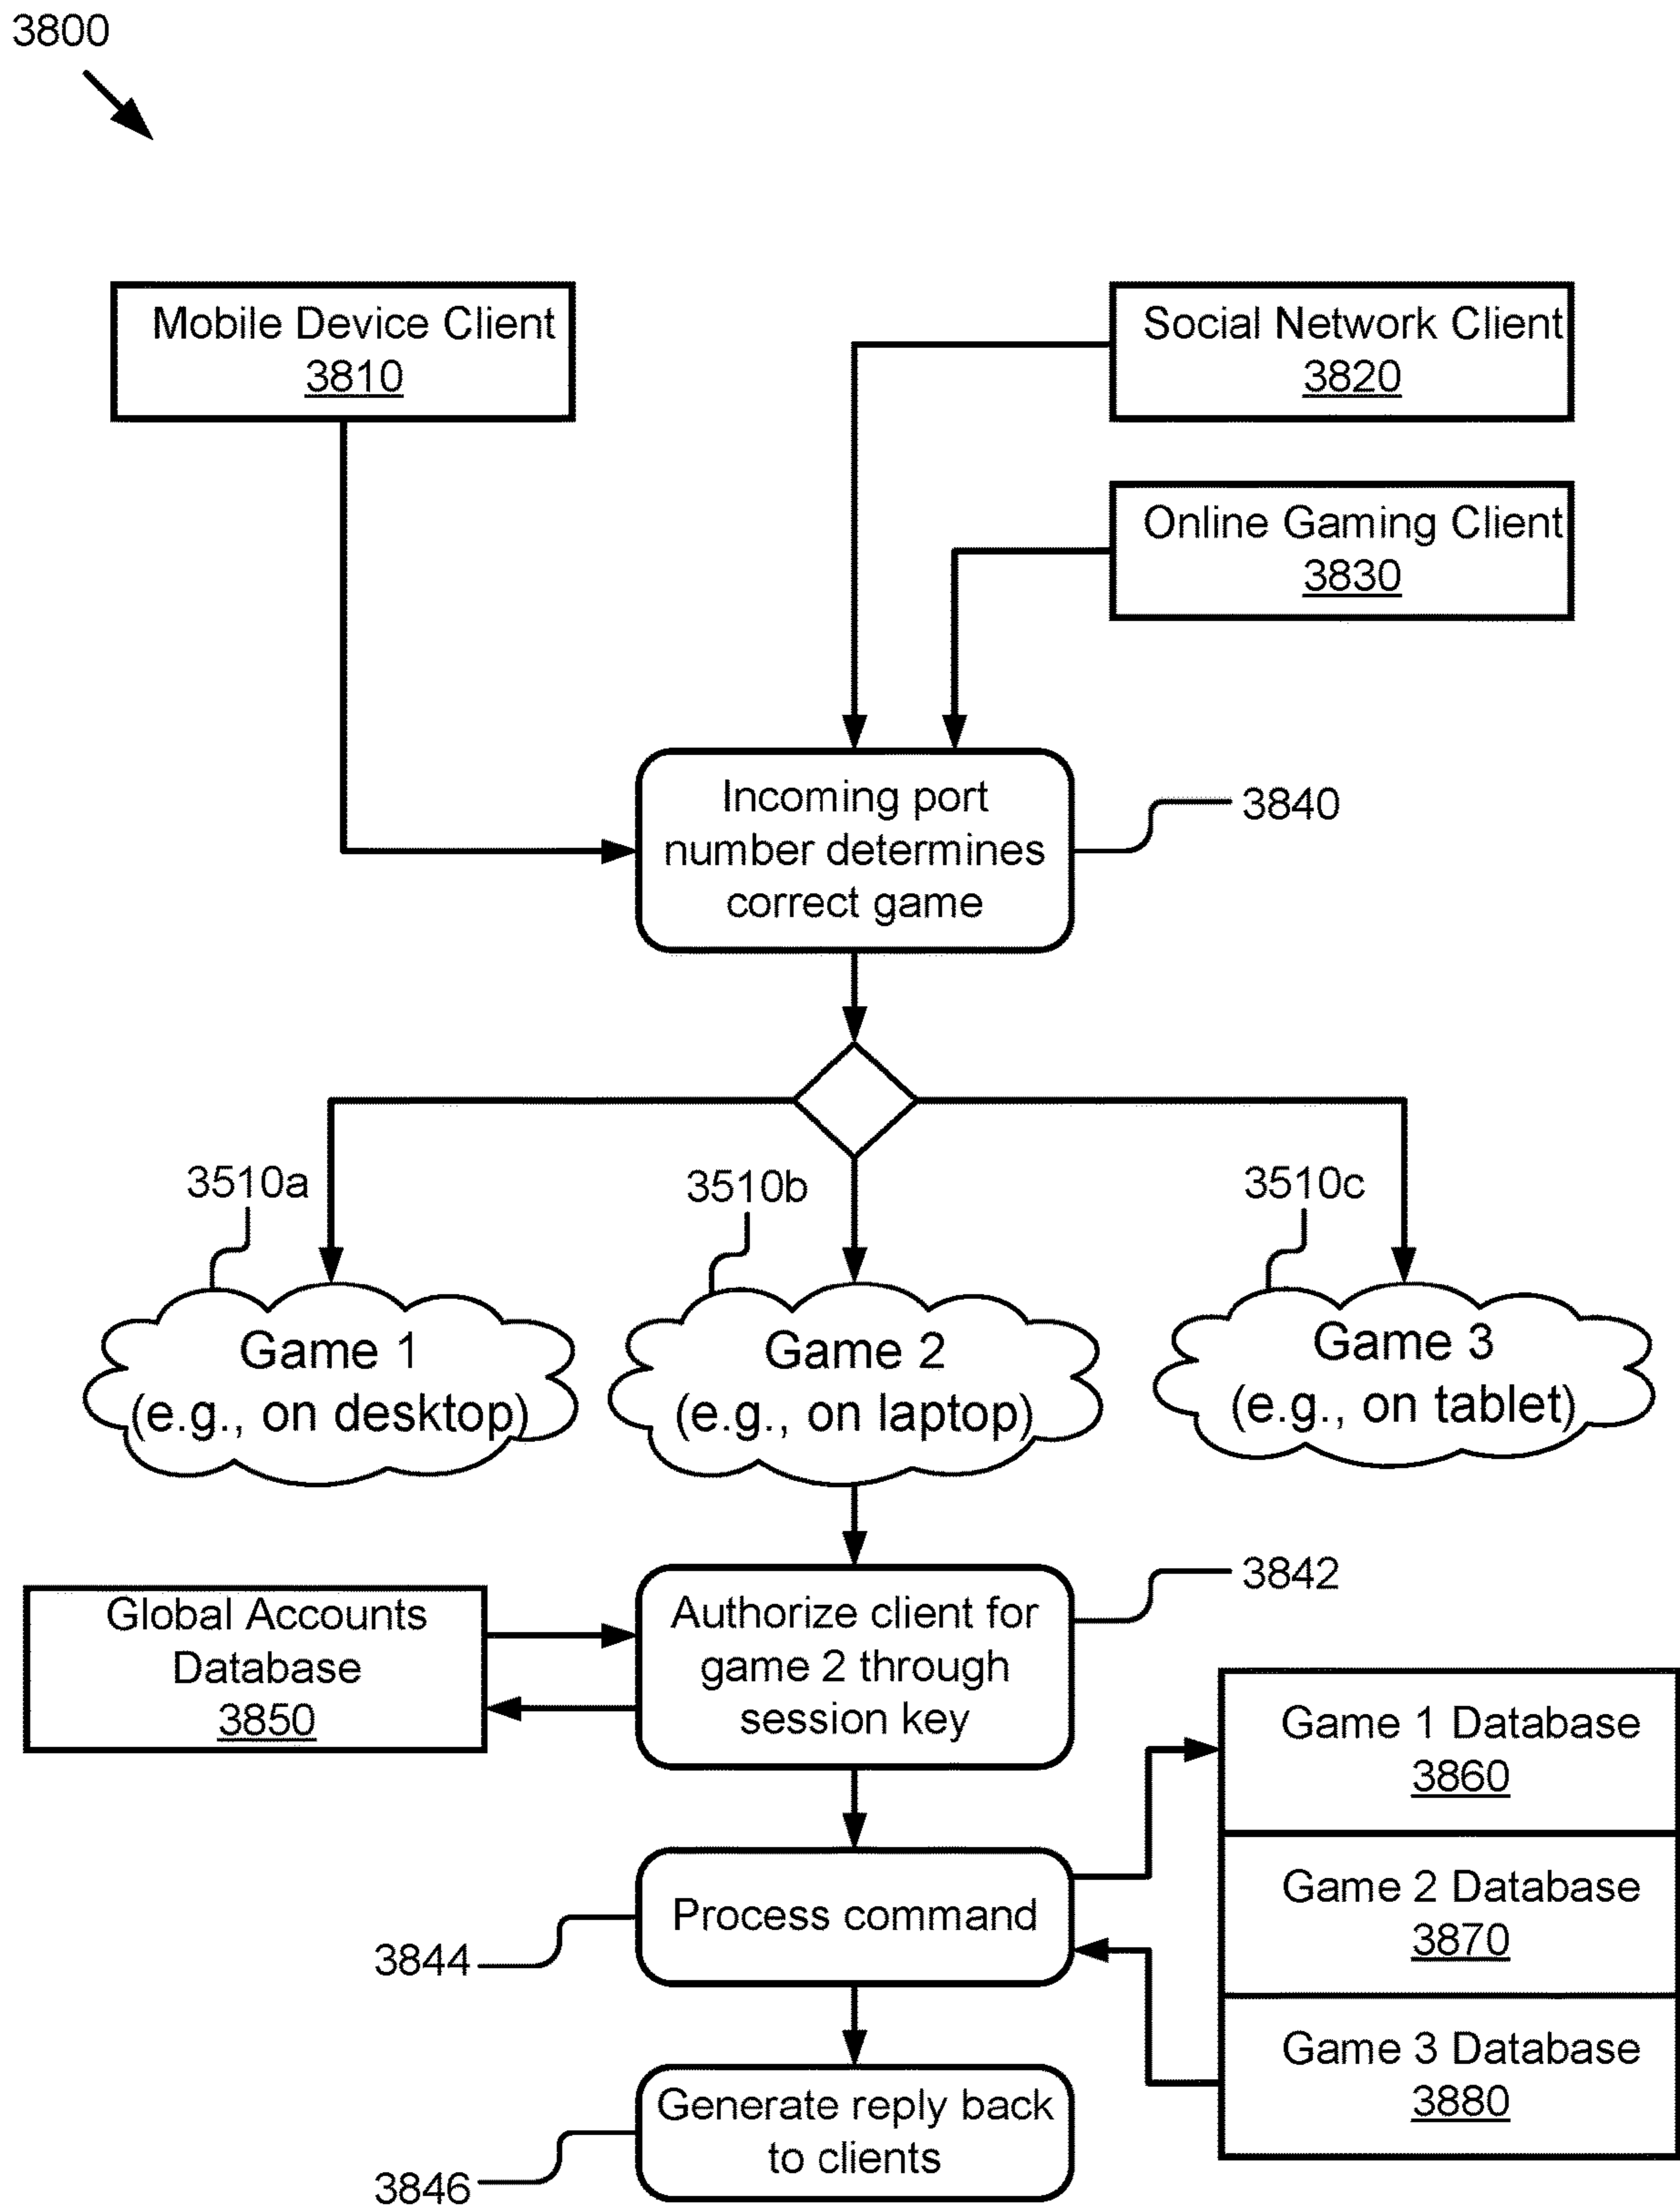 3800
Mobile Device Client
3810
Social Network Client
3820
Online Gaming Client
3830
Incoming port
number determines
correct game
3840
3510a
3510b
3510c
Game 1
(e.g., on desktop)
Game 2
(e.g., on laptop)
Game 3
(e.g., on tablet)
Global Accounts
Database
3850
Authorize client for
game 2 through
session key
3842
Game 1 Database
3860
Process command
3844
Game 2 Database
3870
Game 3 Database
3880
Generate reply back
to clients
3846